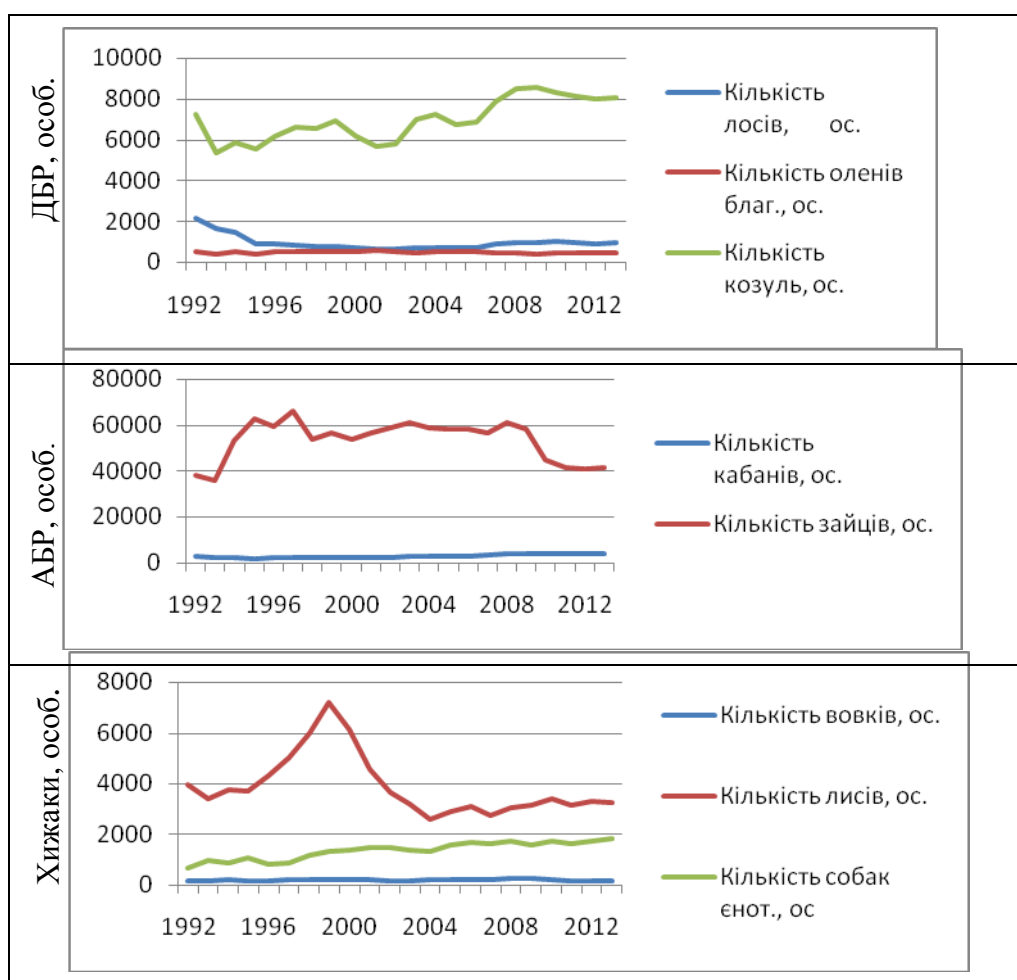 ДБР, особ.
10000
8000
6000
4000
2000
0
1992 1996 2000 2004 2008 2012
Кількість
лосів, ос.
Кількість оленів
благ., ос.
Кількість
козуль, ос.
АБР, особ.
80000
60000
40000
20000
0
1992 1996 2000 2004 2008 2012
Кількість
кабанів, ос.
Кількість зайців, ос.
Хижаки, особ.
8000
6000
4000
2000
0
1992 1996 2000 2004 2008 2012
Кількість вовків, ос.
Кількість лисів, ос.
Кількість собак
єнот., ос